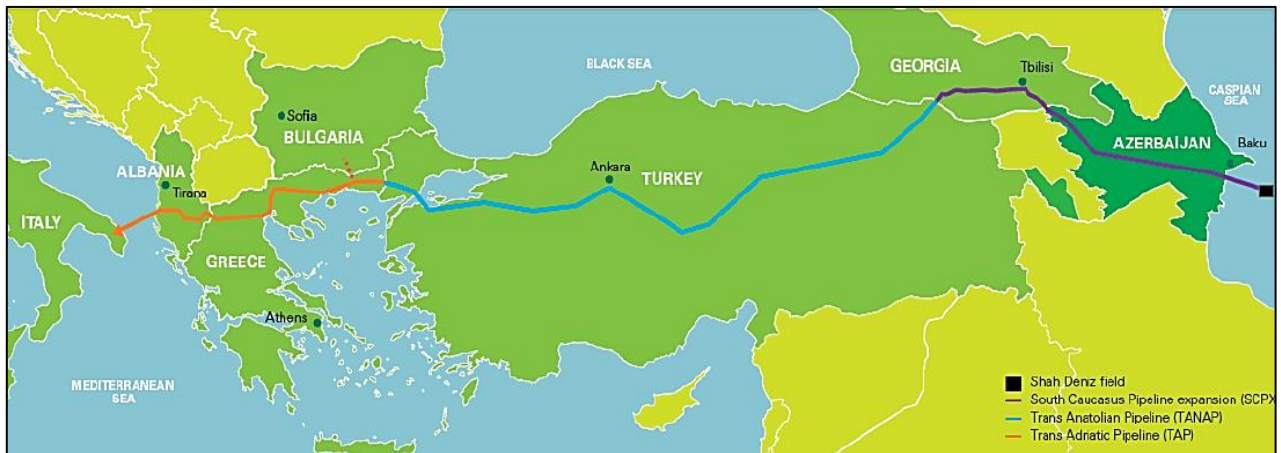 BLACK SEA
GEORGIA
Tbilisi
CASPIAN
SEA
Sofia
BULGARIA
AZERBAIJAN
Baku
ALBANIA
Tirana
Ankara
TURKEY
ITALY
GREECE
Athens
MEDITERRANEAN
SEA
Shah Deniz field
South Caucasus Pipeline expansion (SCPX
Trans Anatolian Pipeline (TANAP)
Trans Adriatic Pipeline (TAP)